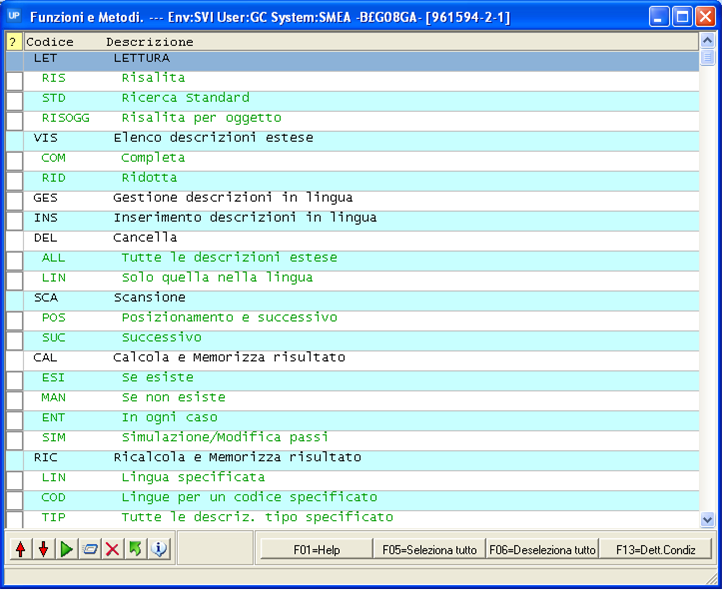 UP Funzioni e Metodi. --- Env:SVI User:GC System:SMEA -B£G08GA- [961594-2-1]
? Codice Descrizione
LET LETTURA
RIS Risalita
STD Ricerca Standard
RISOGG Risalita per oggetto
VIS Elenco descrizioni estese
COM Completa
RID Ridotta
GES Gestione descrizioni in lingua
INS Inserimento descrizioni in lingua
DEL Cancella
ALL Tutte le descrizioni estese
LIN Solo quella nella lingua
SCA Scansione
POS Posizionamento e successivo
SUC Successivo
CAL Calcola e Memorizza risultato
ESI Se esiste
MAN Se non esiste
ENT In ogni caso
SIM Simulazione/Modifica passi
RIC Ricalcola e Memorizza risultato
LIN Lingua specificata
COD Lingue per un codice specificato
TIP Tutte le descriz. tipo specificato
F01=Help F05=Seleziona tutto F06=Deseleziona tutto F13=Dett.Condiz